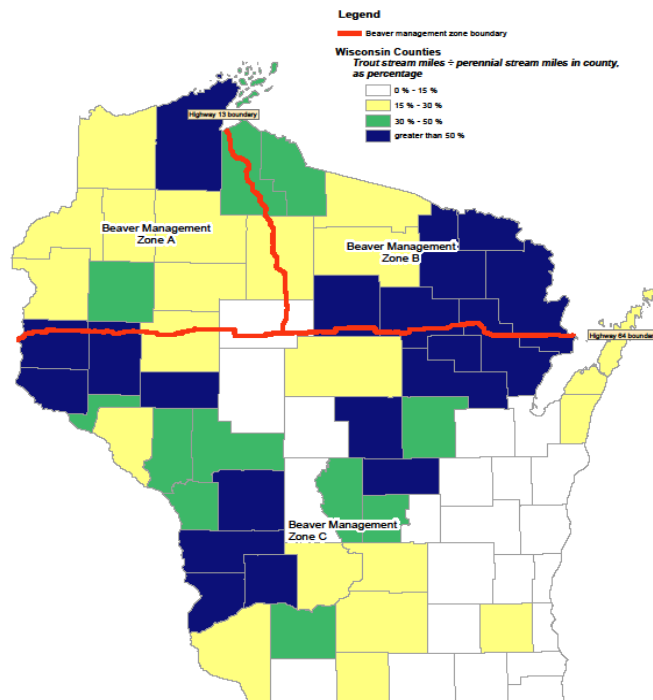 Legend
Beaver management zone boundary
Wisconsin Counties
Trout stream miles ÷ perennial stream miles in county,
as percentage
0 % - 15 %
15 % - 30 %
30 % - 50 %
greater than 50 %
Highway 13 boundary
Beaver Management
Zone A
Beaver Management
Zone B
Highway 64 bounda
Beaver Management
Zone C